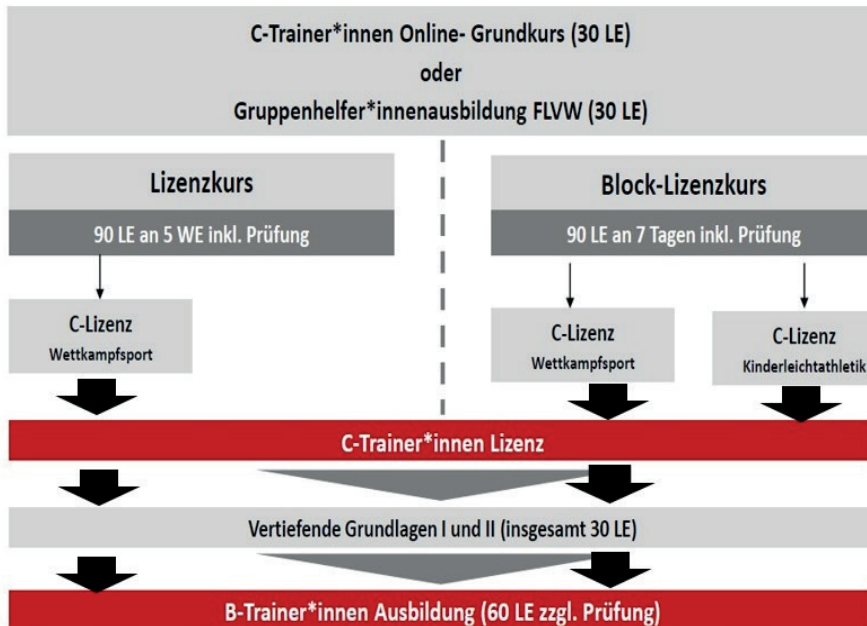 C-Trainer*innen Online- Grundkurs (30 LE)
oder
Gruppenhelfer*innenausbildung FLVW (30 LE)
Lizenzkurs
90 LE an 5 WE inkl. Prüfung
Block-Lizenzkurs
90 LE an 7 Tagen inkl. Prüfung
C-Lizenz
Wettkampfsport
C-Lizenz
Wettkampfsport
C-Lizenz
Kinderleichtathletik
C-Trainer*innen Lizenz
Vertiefende Grundlagen I und II (insgesamt 30 LE)
B-Trainer*innen Ausbildung (60 LE zzgl. Prüfung)